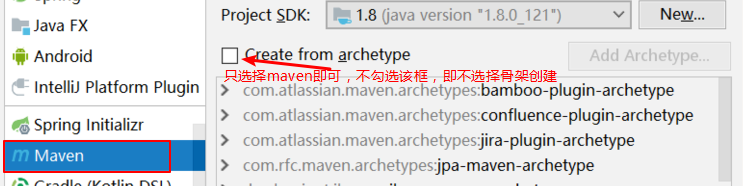 Spring
Project SDK: 1.8 (java version "1.8.0_121") New...
Java FX
Android
Create from archetype Add Archetype...
只选择maven即可，不勾选该框，即不选择骨架创建
IntelliJ Platform Plugin
com.atlassian.maven.archetypes:bamboo-plugin-archetype
com.atlassian.maven.archetypes:confluence-plugin-archetype
Spring Initializr
com.atlassian.maven.archetypes:jira-plugin-archetype
m Maven
com.rfc.maven.archetypes:jpa-maven-archetype
Gradle (Kotlin DSL)